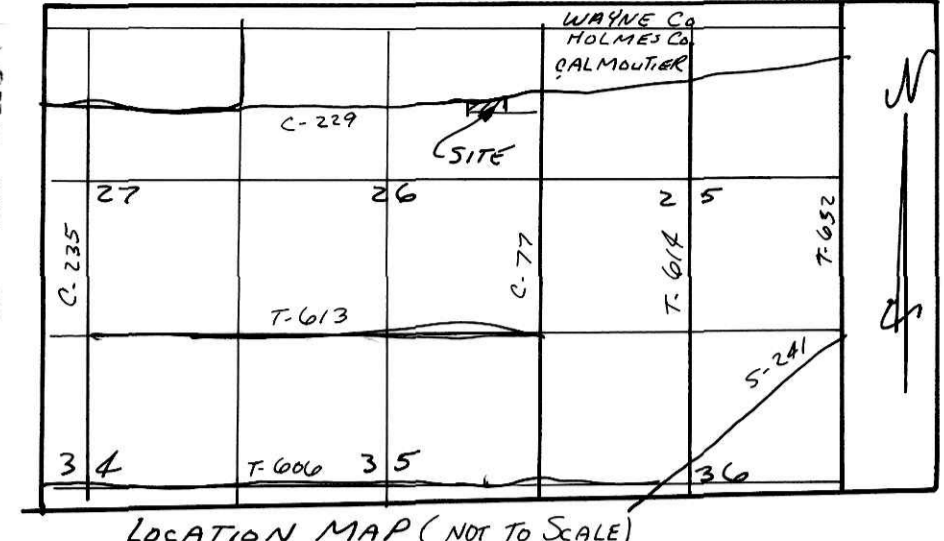 WAYNE Co
HOLMES Co.
CALMOUTIER
N
C-229
SITE
27
26
25
C-235
C-77
T-614
T-652
T-613
S-241
34
T-606
35
36
LOCATION MAP (NOT TO SCALE)